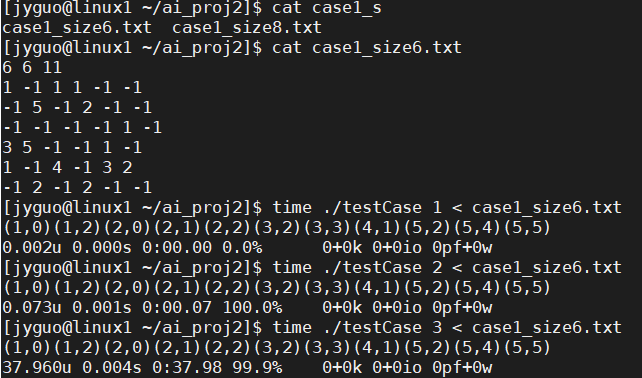 [jyguo@linux1 ~/ai_proj2]$ cat case1_s
case1_size6.txt  case1_size8.txt
[jyguo@linux1 ~/ai_proj2]$ cat case1_size6.txt
6 6 11
1 -1 1 1 -1 -1
-1 5 -1 2 -1 -1
-1 -1 -1 -1 1 -1
3 5 -1 -1 1 -1
1 -1 4 -1 3 2
-1 2 -1 2 -1 -1
[jyguo@linux1 ~/ai_proj2]$ time ./testCase 1 < case1_size6.txt
(1,0)(1,2)(2,0)(2,1)(2,2)(3,2)(3,3)(4,1)(5,2)(5,4)(5,5)
0.002u 0.000s 0:00.00 0.0%      0+0k 0+0io 0pf+0w
[jyguo@linux1 ~/ai_proj2]$ time ./testCase 2 < case1_size6.txt
(1,0)(1,2)(2,0)(2,1)(2,2)(3,2)(3,3)(4,1)(5,2)(5,4)(5,5)
0.073u 0.001s 0:00.07 100.0%    0+0k 0+0io 0pf+0w
[jyguo@linux1 ~/ai_proj2]$ time ./testCase 3 < case1_size6.txt
(1,0)(1,2)(2,0)(2,1)(2,2)(3,2)(3,3)(4,1)(5,2)(5,4)(5,5)
37.960u 0.004s 0:37.98 99.9%    0+0k 0+0io 0pf+0w